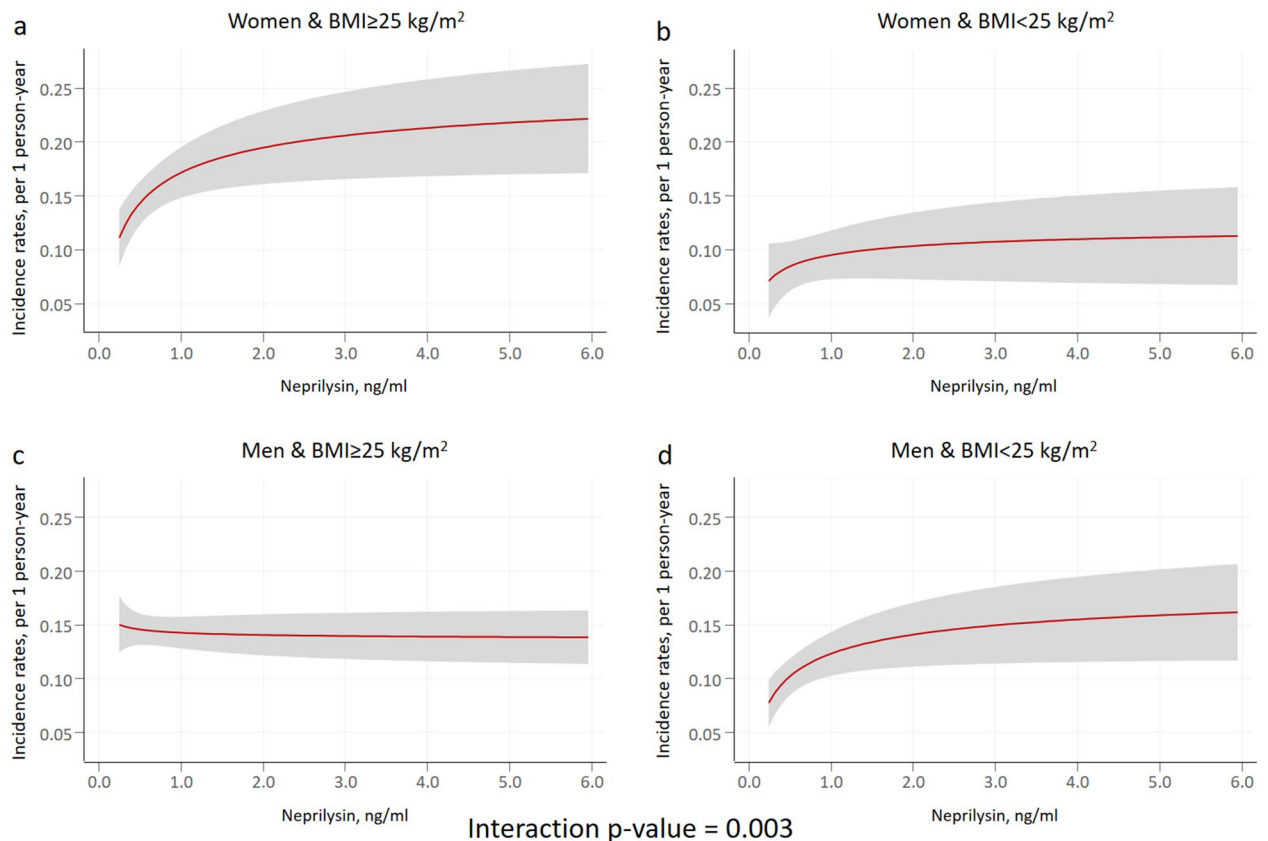 a
Women & BMI≥25 kg/m²
Incidence rates, per 1 person-year
0.25
0.20
0.15
0.10
0.05
0.0 1.0 2.0 3.0 4.0 5.0 6.0
Neprilysin, ng/ml
b
Women & BMI<25 kg/m²
Incidence rates, per 1 person-year
0.25
0.20
0.15
0.10
0.05
0.0 1.0 2.0 3.0 4.0 5.0 6.0
Neprilysin, ng/ml
c
Men & BMI≥25 kg/m²
Incidence rates, per 1 person-year
0.25
0.20
0.15
0.10
0.05
0.0 1.0 2.0 3.0 4.0 5.0 6.0
Neprilysin, ng/ml
d
Men & BMI<25 kg/m²
Incidence rates, per 1 person-year
0.25
0.20
0.15
0.10
0.05
0.0 1.0 2.0 3.0 4.0 5.0 6.0
Neprilysin, ng/ml
Interaction p-value = 0.003